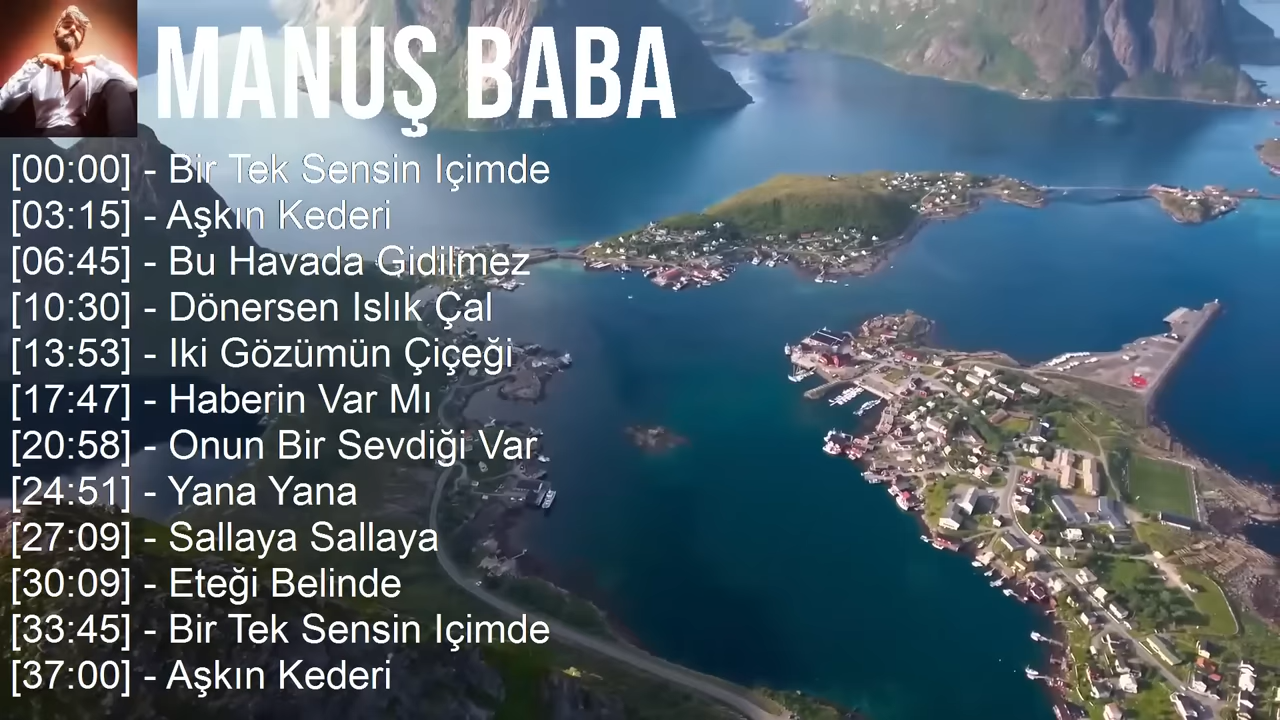 MANUŞ BABA
[00:00] - Bir Tek Sensin Içimde
[03:15] - Aşkın Kederi
[06:45] - Bu Havada Gidilmez
[10:30] - Dönersen Islık Çal
[13:53] - Iki Gözümün Çiçeği
[17:47] - Haberin Var Mı
[20:58] - Onun Bir Sevdiği Var
[24:51] - Yana Yana
[27:09] - Sallaya Sallaya
[30:09] - Eteği Belinde
[33:45] - Bir Tek Sensin Içimde
[37:00] - Aşkın Kederi